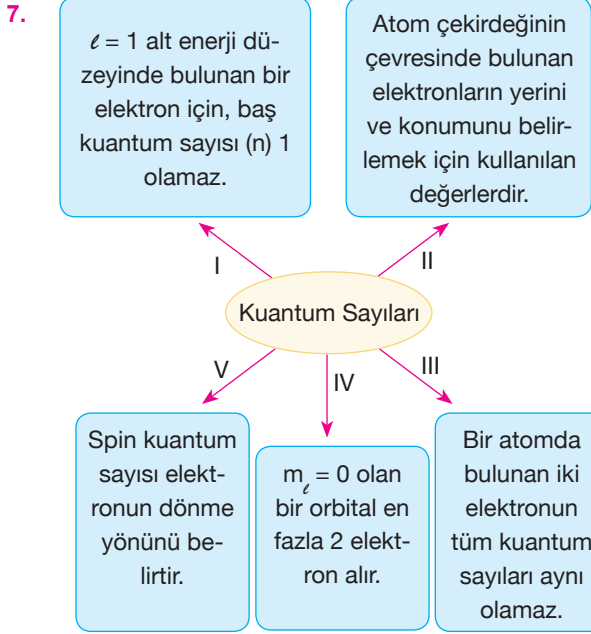 7.
ℓ = 1 alt enerji dü-
zeyinde bulunan bir
elektron için, baş
kuantum sayısı (n) 1
olamaz.
Atom çekirdeğinin
çevresinde bulunan
elektronların yerini
ve konumunu belir-
lemek için kullanılan
değerlerdir.
I
II
Kuantum Sayıları
V
IV
III
Spin kuantum
sayısı elekt-
ronun dönme
yönünü be-
lirtir.
mℓ = 0 olan
bir orbital en
fazla 2 elekt-
ron alır.
Bir atomda
bulunan iki
elektronun
tüm kuantum
sayıları aynı
olamaz.